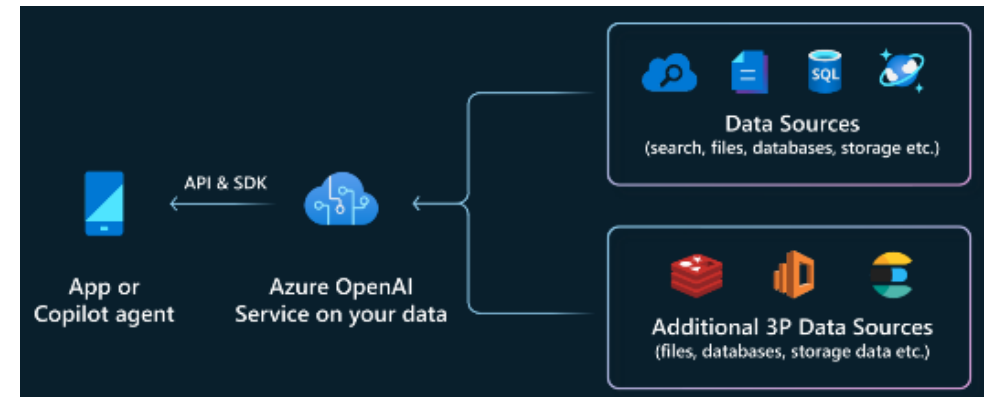 SQL
Data Sources
(search, files, databases, storage etc.)
API & SDK
App or
Copilot agent
Azure OpenAI
Service on your data
Additional 3P Data Sources
(files, databases, storage data etc.)